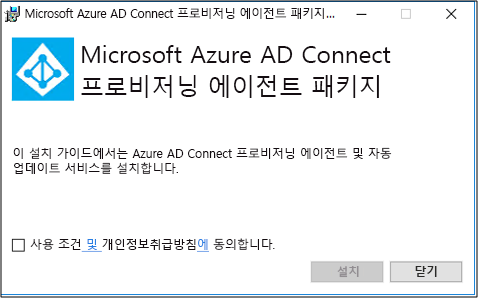 Microsoft Azure AD Connect 프로비저닝 에이전트 패키지...
Microsoft Azure AD Connect
프로비저닝 에이전트 패키지
이 설치 가이드에서는 Azure AD Connect 프로비저닝 에이전트 및 자동
업데이트 서비스를 설치합니다.
사용 조건 및 개인정보취급방침에 동의합니다.
설치 닫기